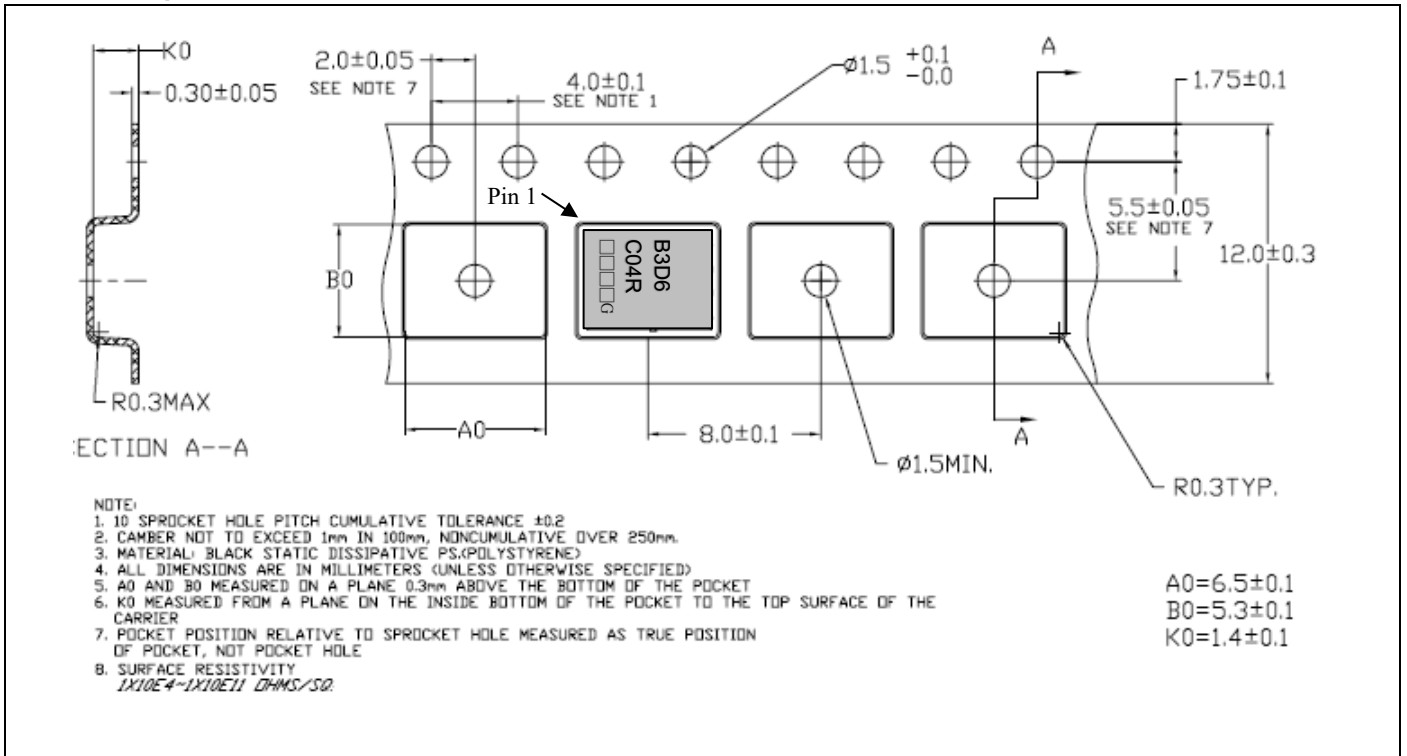 K0
0.30±0.05
2.0±0.05
SEE NOTE 7
4.0±0.1
SEE NOTE 1
Ø1.5 +0.1
-0.0
A
1.75±0.1
Pin 1
5.5±0.05
SEE NOTE 7
12.0±0.3
B0
B3D6
C04R
□□□□G
R0.3MAX
A0
8.0±0.1
A
Ø1.5MIN.
R0.3TYP.
ECTION A--A
NOTE:
1. 10 SPROCKET HOLE PITCH CUMULATIVE TOLERANCE ±0.2
2. CAMBER NOT TO EXCEED 1mm IN 100mm, NONCUMULATIVE OVER 250mm.
3. MATERIAL: BLACK STATIC DISSIPATIVE PS.(POLYSTYRENE)
4. ALL DIMENSIONS ARE IN MILLIMETERS (UNLESS OTHERWISE SPECIFIED)
5. A0 AND B0 MEASURED ON A PLANE 0.3mm ABOVE THE BOTTOM OF THE POCKET
6. K0 MEASURED FROM A PLANE ON THE INSIDE BOTTOM OF THE POCKET TO THE TOP SURFACE OF THE
CARRIER
7. POCKET POSITION RELATIVE TO SPROCKET HOLE MEASURED AS TRUE POSITION
OF POCKET, NOT POCKET HOLE
8. SURFACE RESISTIVITY
1X10E4~1X10E11 OHMS/SQ.
A0=6.5±0.1
B0=5.3±0.1
K0=1.4±0.1